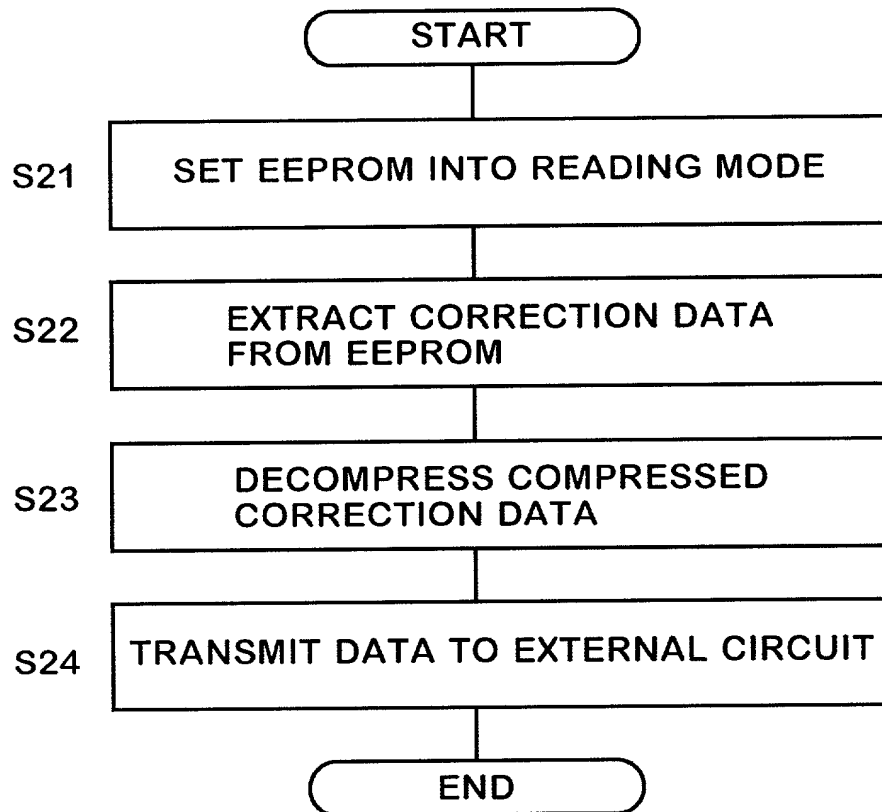 START
S21
SET EEPROM INTO READING MODE
S22
EXTRACT CORRECTION DATA
FROM EEPROM
S23
DECOMPRESS COMPRESSED
CORRECTION DATA
S24
TRANSMIT DATA TO EXTERNAL CIRCUIT
END